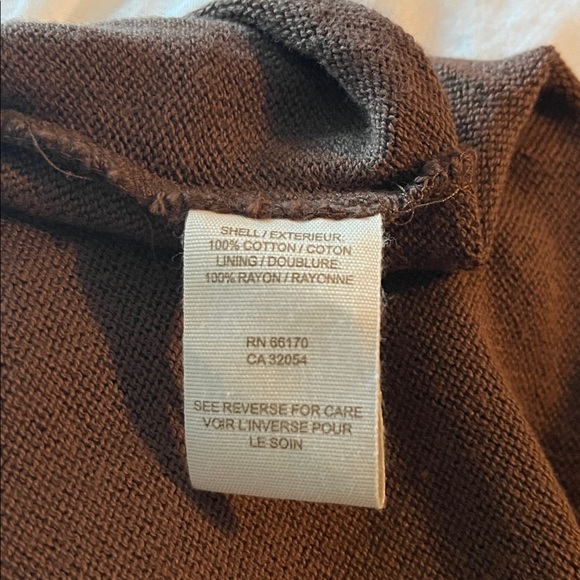 SHELL / EXTERIEUR:
100% COTTON / COTON
LINING / DOUBLURE:
100% RAYON / RAYONNE
RN 66170
CA 32054
SEE REVERSE FOR CARE
VOIR L'INVERSE POUR
LE SOIN